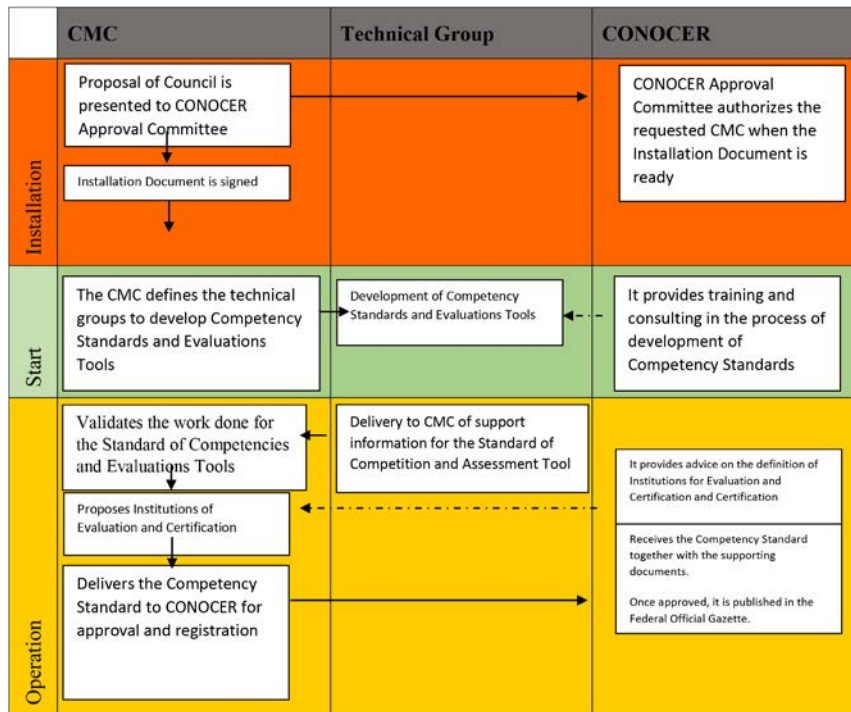 CMC
Technical Group
CONOCER
Installation
Proposal of Council is
presented to CONOCER
Approval Committee
Installation Document is signed
CONOCER Approval
Committee authorizes the
requested CMC when the
Installation Document is
ready
Start
The CMC defines the technical
groups to develop Competency
Standards and Evaluations
Tools
Development of Competency
Standards and Evaluations Tools
It provides training and
consulting in the process of
development of
Competency Standards
Operation
Validates the work done for
the Standard of Competencies
and Evaluations Tools
Delivery to CMC of support
information for the Standard of
Competition and Assessment Tool
It provides advice on the definition of
Institutions for Evaluation and
Certification and Certification
Proposes Institutions of
Evaluation and Certification
Receives the Competency Standard
together with the supporting
documents.
Once approved, it is published in the
Federal Official Gazette.
Delivers the Competency
Standard to CONOCER for
approval and registration